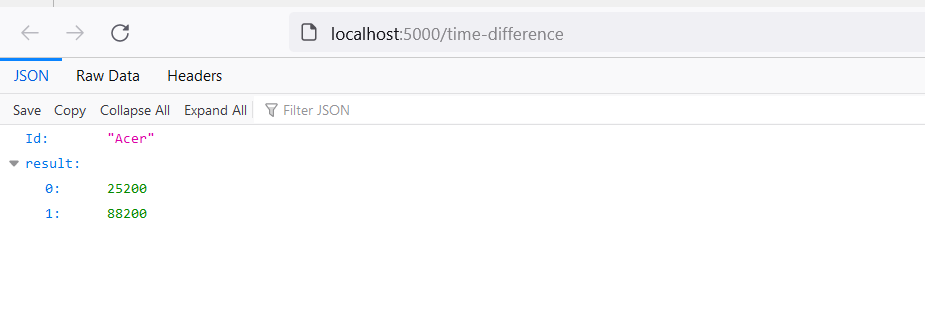 localhost:5000/time-difference
JSON Raw Data Headers
Save Copy Collapse All Expand All Filter JSON
Id: "Acer"
result:
0: 25200
1: 88200